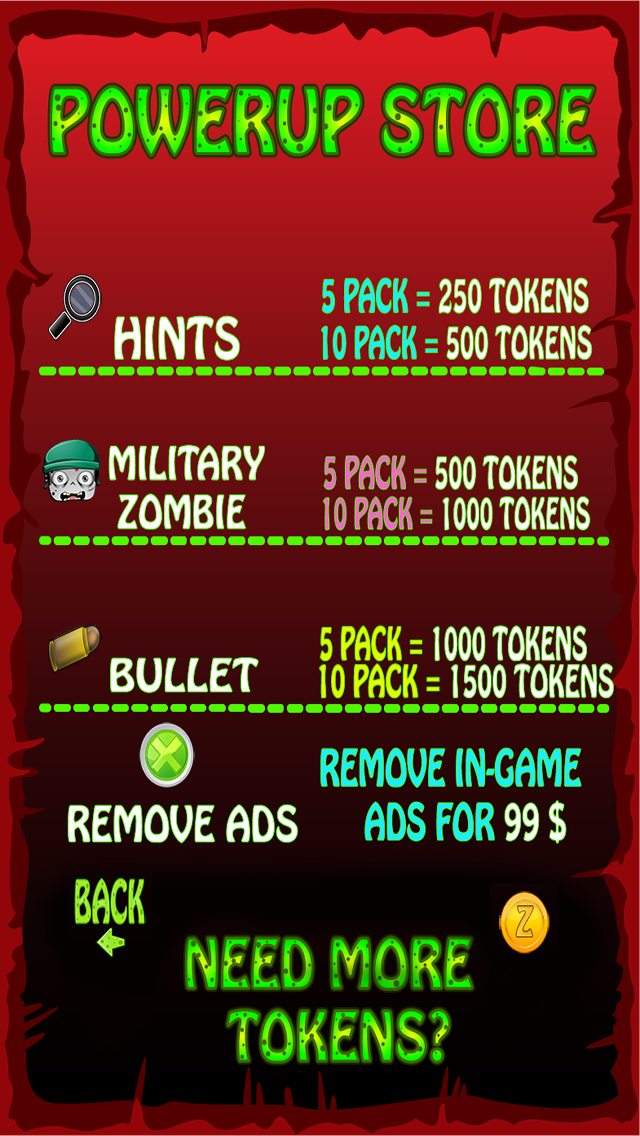 POWERUP STORE
5 PACK = 250 TOKENS
HINTS
10 PACK = 500 TOKENS
MILITARY
ZOMBIE
5 PACK = 500 TOKENS
10 PACK = 1000 TOKENS
BULLET
5 PACK = 1000 TOKENS
10 PACK = 1500 TOKENS
REMOVE ADS
REMOVE IN-GAME
ADS FOR 99 $
BACK
Z
NEED MORE
TOKENS?